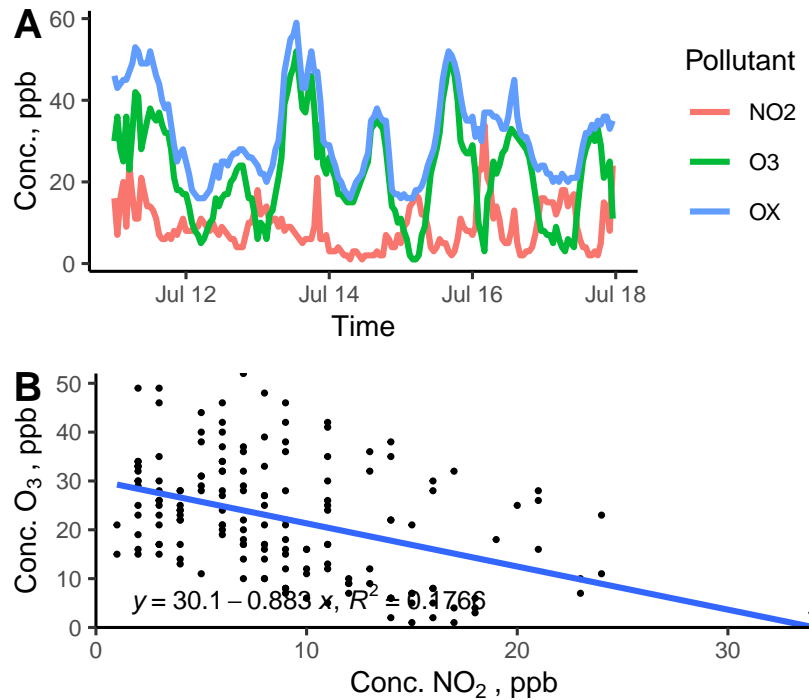 A
60
40
20
0
Conc., ppb
Jul 12 Jul 14 Jul 16 Jul 18
Time
Pollutant
NO2
O3
OX
B
50
40
30
20
10
0
Conc. O₃ , ppb
y = 30.1 − 0.883 x, R² = 0.1766
0 10 20 30
Conc. NO₂ , ppb